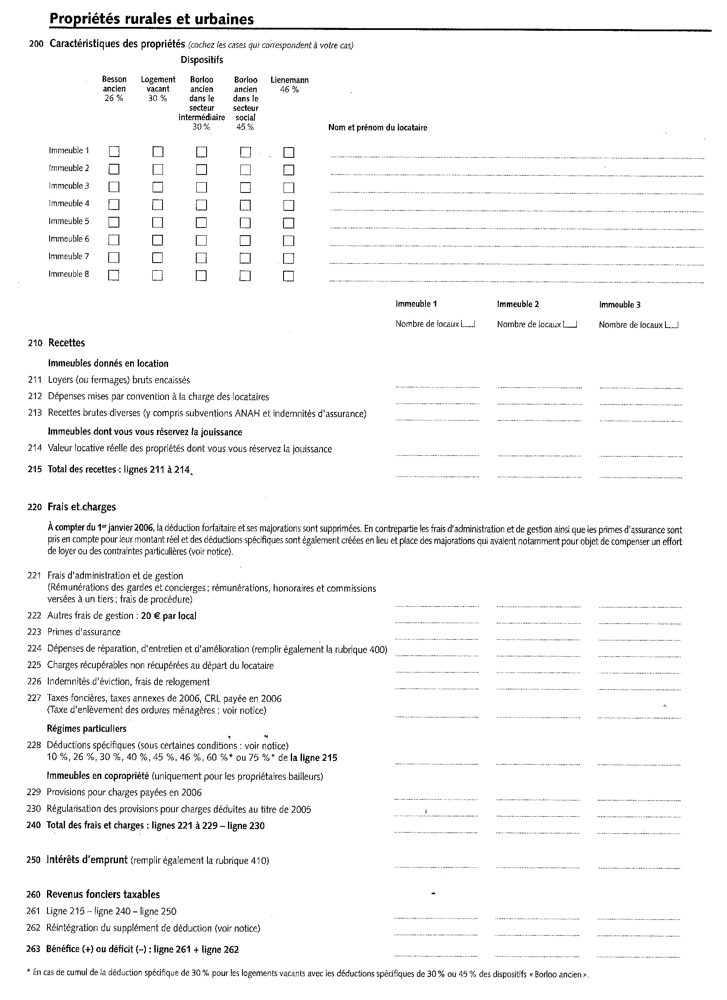 Propriétés rurales et urbaines
200 Caractéristiques des propriétés (cochez les cases qui correspondent à votre cas)
Dispositifs
Besson ancien 26 %
Logement vacant 30 %
Borloo ancien dans le secteur intermédiaire 30 %
Borloo ancien dans le secteur social 45 %
Lienemann 46 %
Nom et prénom du locataire
Immeuble 1
Immeuble 2
Immeuble 3
Immeuble 4
Immeuble 5
Immeuble 6
Immeuble 7
Immeuble 8
Immeuble 1 Immeuble 2 Immeuble 3
Nombre de locaux Nombre de locaux Nombre de locaux
210 Recettes
Immeubles donnés en location
211 Loyers (ou fermages) bruts encaissés
212 Dépenses mises par convention à la charge des locataires
213 Recettes brutes diverses (y compris subventions ANAH et indemnités d'assurance)
Immeubles dont vous vous réservez la jouissance
214 Valeur locative réelle des propriétés dont vous vous réservez la jouissance
215 Total des recettes : lignes 211 à 214
220 Frais et charges
À compter du 1er janvier 2006, la déduction forfaitaire et ses majorations sont supprimées. En contrepartie les frais d'administration et de gestion ainsi que les primes d'assurance sont
pris en compte pour leur montant réel et des déductions spécifiques sont également créées en lieu et place des majorations qui avaient notamment pour objet de compenser un effort
de loyer ou des contraintes particulières (voir notice).
221 Frais d'administration et de gestion
(Rémunérations des gardes et concierges ; rémunérations, honoraires et commissions
versées à un tiers ; frais de procédure)
222 Autres frais de gestion : 20 € par local
223 Primes d'assurance
224 Dépenses de réparation, d'entretien et d'amélioration (remplir également la rubrique 400)
225 Charges récupérables non récupérées au départ du locataire
226 Indemnités d'éviction, frais de relogement
227 Taxes foncières, taxes annexes de 2006, CRL payée en 2006
(Taxe d'enlèvement des ordures ménagères : voir notice)
Régimes particuliers
228 Déductions spécifiques (sous certaines conditions : voir notice)
10 %, 26 %, 30 %, 40 %, 45 %, 46 %, 60 %* ou 75 %* de la ligne 215
Immeubles en copropriété (uniquement pour les propriétaires bailleurs)
229 Provisions pour charges payées en 2006
230 Régularisation des provisions pour charges déduites au titre de 2005
240 Total des frais et charges : lignes 221 à 229 – ligne 230
250 Intérêts d'emprunt (remplir également la rubrique 410)
260 Revenus fonciers taxables
261 Ligne 215 – ligne 240 – ligne 250
262 Réintégration du supplément de déduction (voir notice)
263 Bénéfice (+) ou déficit (–) : ligne 261 + ligne 262
* En cas de cumul de la déduction spécifique de 30 % pour les logements vacants avec les déductions spécifiques de 30 % ou 45 % des dispositifs « Borloo ancien ».